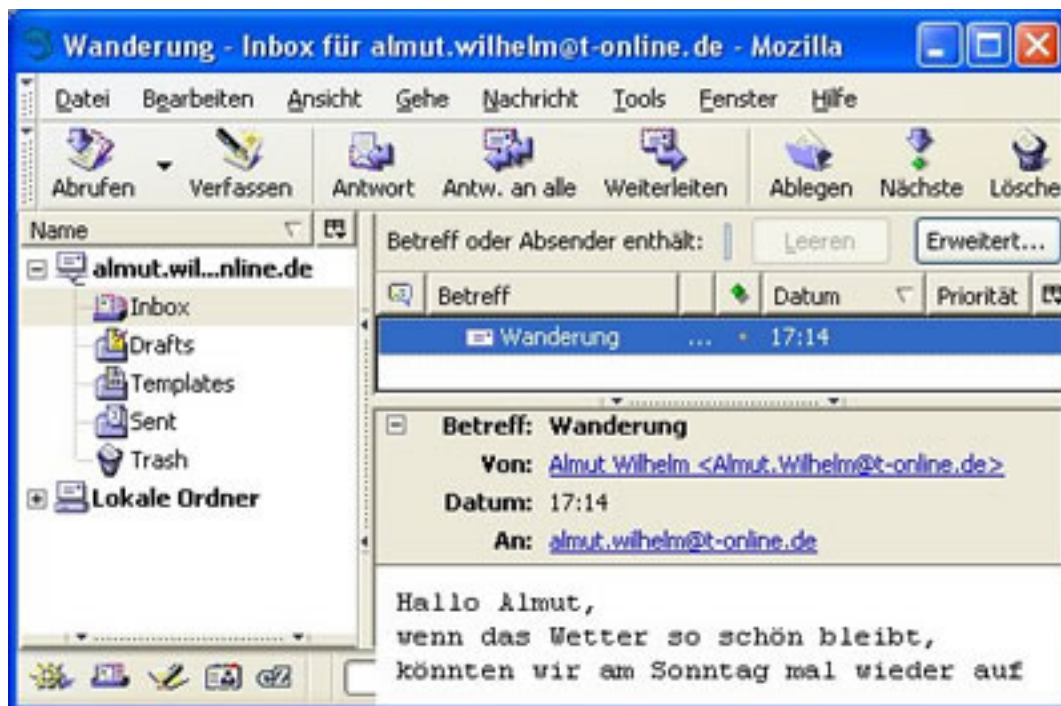 Wanderung - Inbox für almut.wilhelm@t-online.de - Mozilla
Datei Bearbeiten Ansicht Gehe Nachricht Tools Fenster Hilfe
Abrufen Verfassen Antwort Antw. an alle Weiterleiten Ablegen Nächste Lösche
Name
almut.wil...nline.de
Inbox
Drafts
Templates
Sent
Trash
Lokale Ordner
Betreff oder Absender enthält: Leeren Erweitert...
Betreff Datum Priorität
Wanderung ... 17:14
Betreff: Wanderung
Von: Almut Wilhelm <Almut.Wilhelm@t-online.de>
Datum: 17:14
An: almut.wilhelm@t-online.de
Hallo Almut,
wenn das Wetter so schön bleibt,
könnten wir am Sonntag mal wieder auf